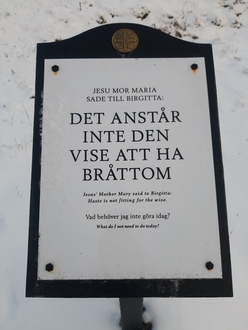 JESU MOR MARIA
SADE TILL BIRGITTA:
DET ANSTÅR
INTE DEN
VISE ATT HA
BRÅTTOM
Jesus' Mother Mary said to Birgitta:
Haste is not fitting for the wise.
Vad behöver jag inte göra idag?
What do I not need to do today?